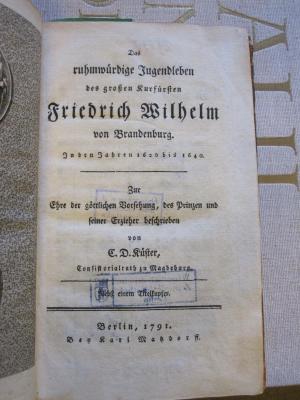 Das
ruhmwürdige Jugendleben
des großen Kurfürsten
Friedrich Wilhelm
von Brandenburg.
In den Jahren 1620 bis 1640.
Zur
Ehre der göttlichen Vorsehung, des Prinzen und
seiner Erzieher beschrieben
von
C. D. Küster,
Consistorialrath zu Magdeburg.
Nebst einem Titelkupfer.
Berlin, 1791.
Bey Karl Matzdorff.